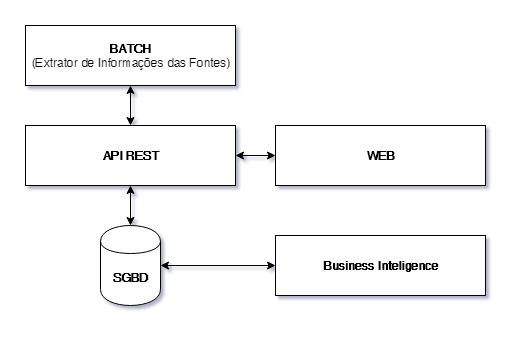 BATCH
(Extrator de Informações das Fontes)
API REST
WEB
SGBD
Business Inteligence